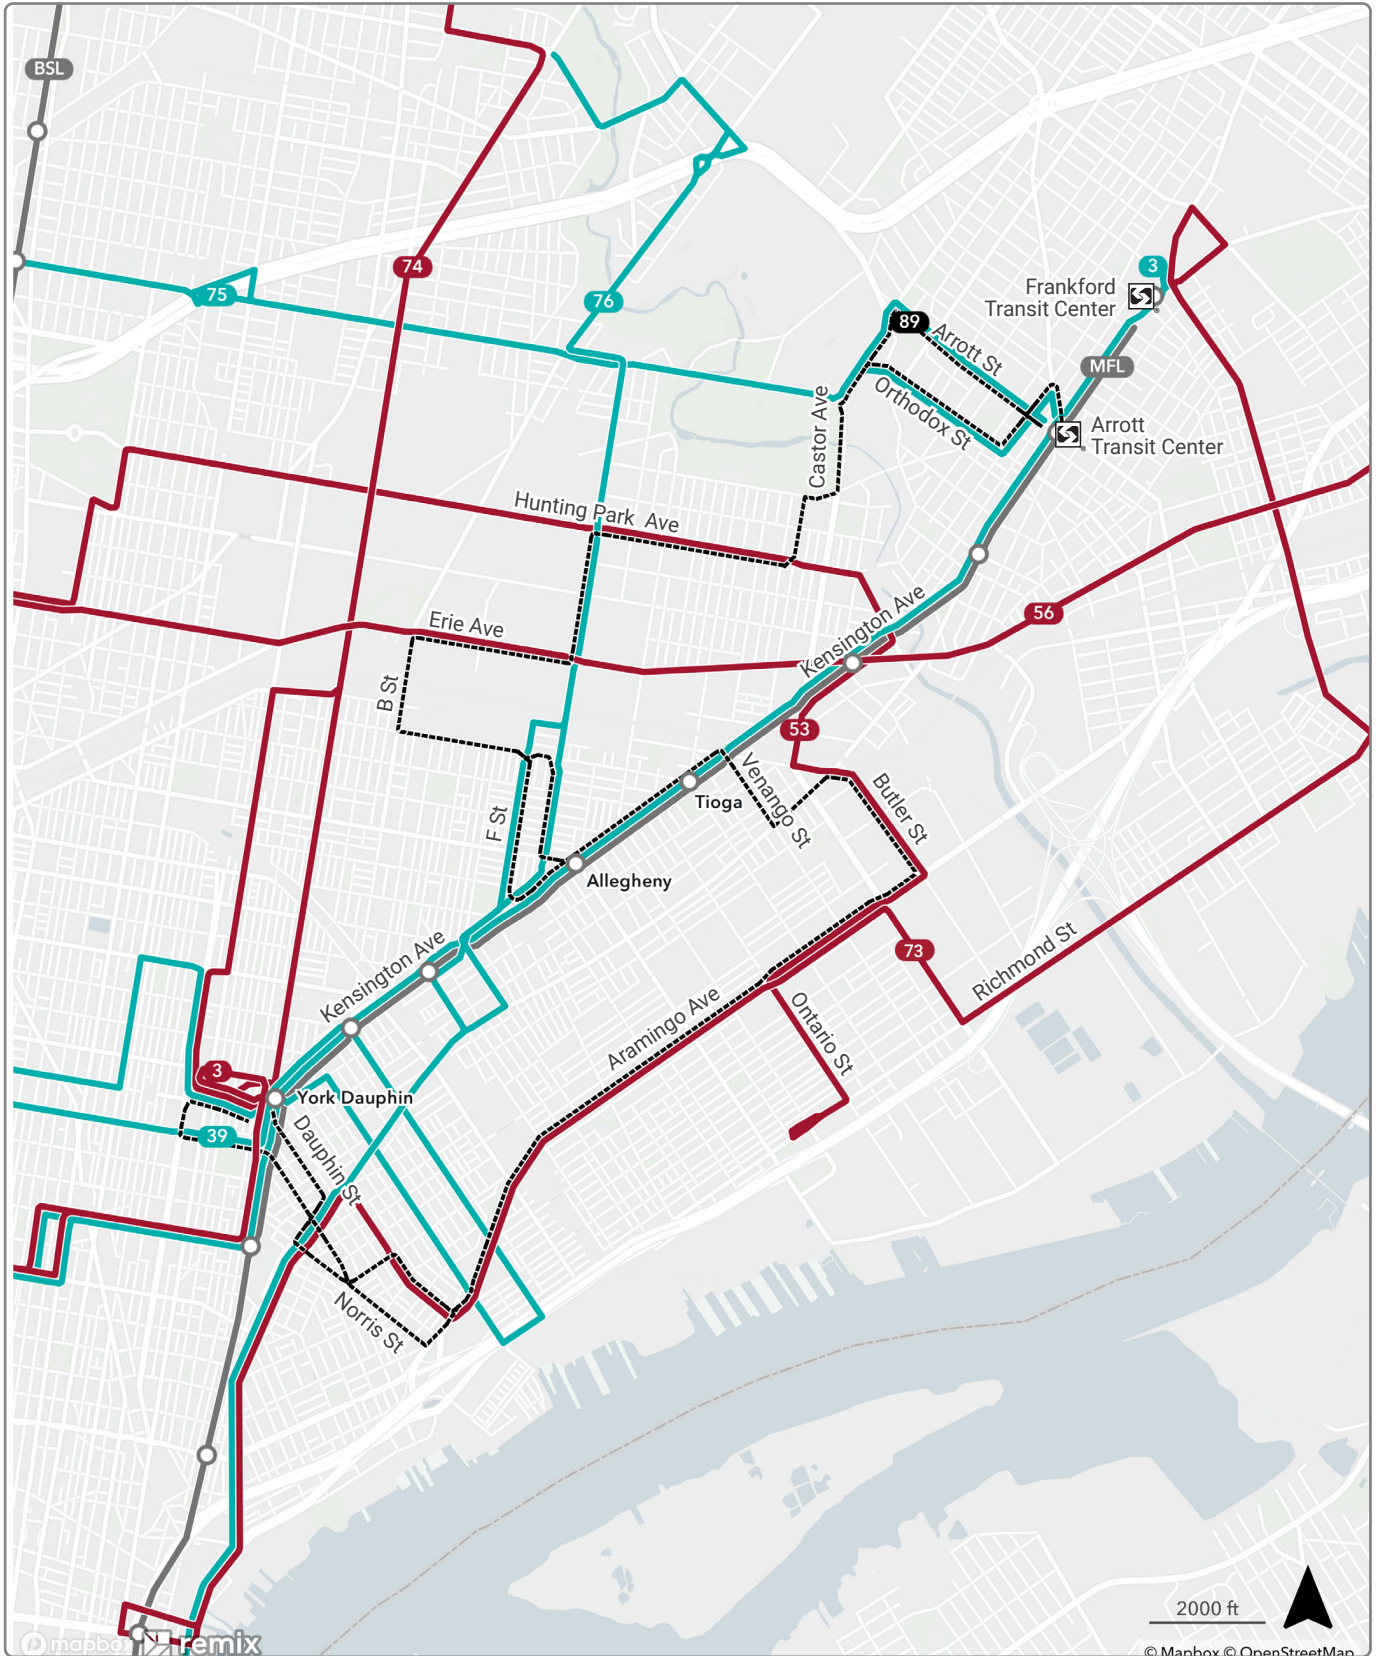 BSL
74
3
Frankford
Transit Center
75
76
89
Arrott St
MFL
Orthodox St
Castor Ave
Arrott
Transit Center
Hunting Park Ave
Kensington Ave
56
Erie Ave
B St
53
Venango St
Tioga
Butler St
F St
Allegheny
Kensington Ave
73
Richmond St
Aramingo Ave
Ontario St
3
York Dauphin
39
Dauphin St
Norris St
2000 ft
mapbox
remix
© Mapbox © OpenStreetMap